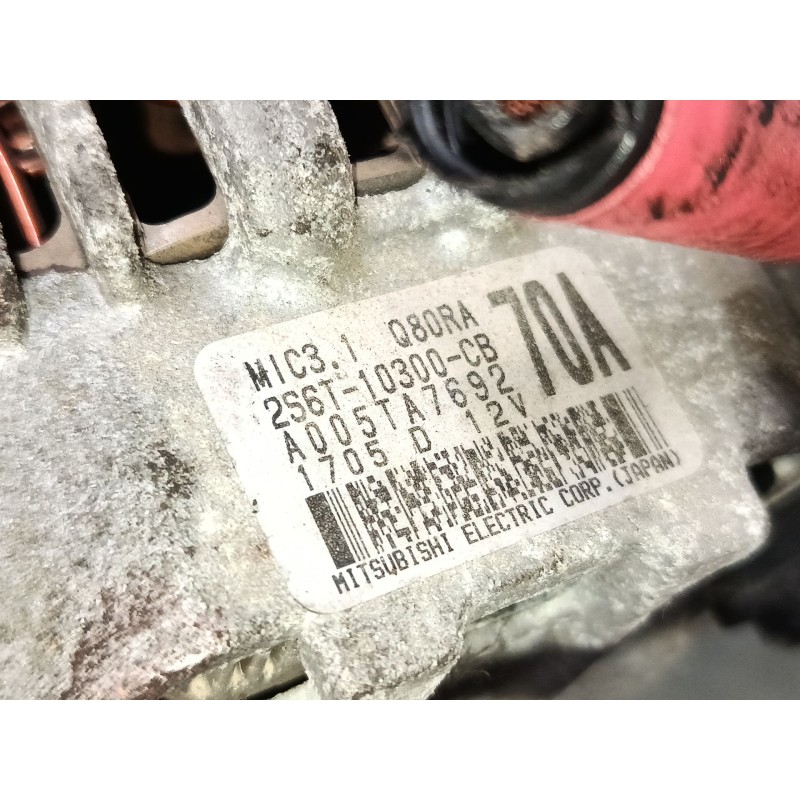 MIC3.1 Q80RA
2S6T-10300-CB 70A
A005TA7692
1705 D 12V
MITSUBISHI ELECTRIC CORP.(JAPAN)